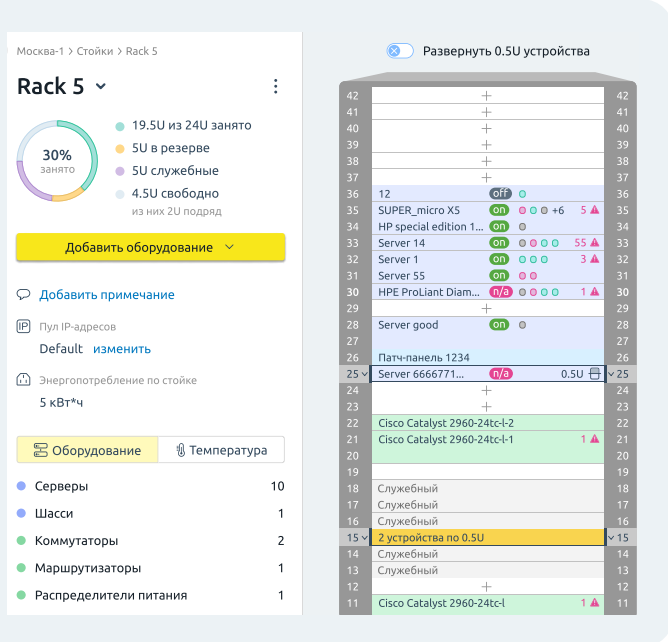 Москва-1 > Стойки > Rack 5
Rack 5
30%
занято
19.5U из 24U занято
5U в резерве
5U служебные
4.5U свободно
из них 2U подряд
Добавить оборудование
Добавить примечание
IP Пул IP-адресов
Default изменить
Энергопотребление по стойке
5 кВт*ч
Оборудование Температура
Серверы 10
Шасси 1
Коммутаторы 2
Маршрутизаторы 1
Распределители питания 1
Развернуть 0.5U устройства
42 + 42
41 + 41
40 + 40
39 + 39
38 + 38
37 + 37
36 12 off 36
35 SUPER_micro X5 on +6 5 35
34 HP special edition 1... on 34
33 Server 14 on 55 33
32 Server 1 on 3 32
31 Server 55 on 31
30 HPE ProLiant Diam... n/a 1 30
29 + 29
28 Server good on 28
27 27
26 Патч-панель 1234 26
25 Server 6666771... n/a 0.5U 25
24 + 24
23 + 23
22 Cisco Catalyst 2960-24tc-l-2 22
21 Cisco Catalyst 2960-24tc-l-1 1 21
20 20
19 19
18 Служебный 18
17 Служебный 17
16 Служебный 16
15 2 устройства по 0.5U 15
14 Служебный 14
13 Служебный 13
12 + 12
11 Cisco Catalyst 2960-24tc-l 1 11